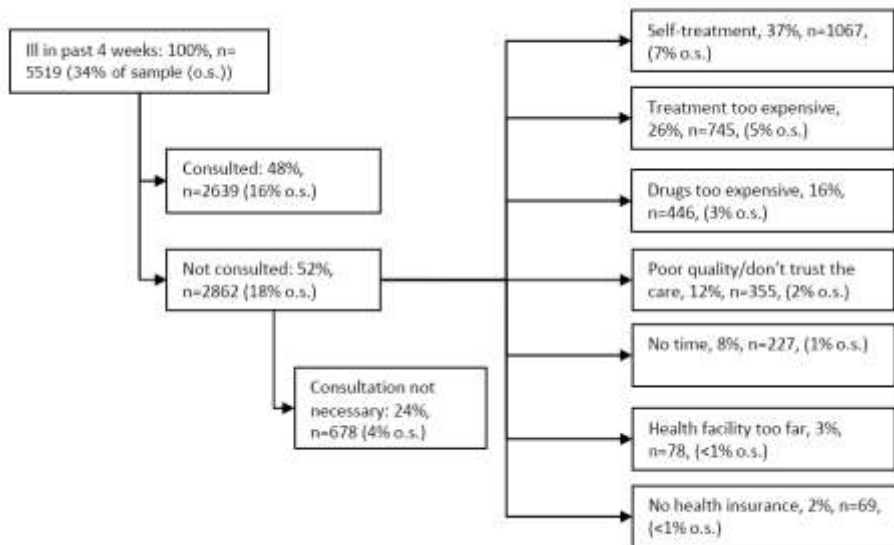 Ill in past 4 weeks: 100%, n=
5519 (34% of sample (o.s.))
Consulted: 48%,
n=2639 (16% o.s.)
Not consulted: 52%,
n=2862 (18% o.s.)
Consultation not
necessary: 24%,
n=678 (4% o.s.)
Self-treatment, 37%, n=1067,
(7% o.s.)
Treatment too expensive,
26%, n=745, (5% o.s.)
Drugs too expensive, 16%,
n=446, (3% o.s.)
Poor quality/don't trust the
care, 12%, n=355, (2% o.s.)
No time, 8%, n=227, (1% o.s.)
Health facility too far, 3%,
n=78, (<1% o.s.)
No health insurance, 2%, n=69,
(<1% o.s.)